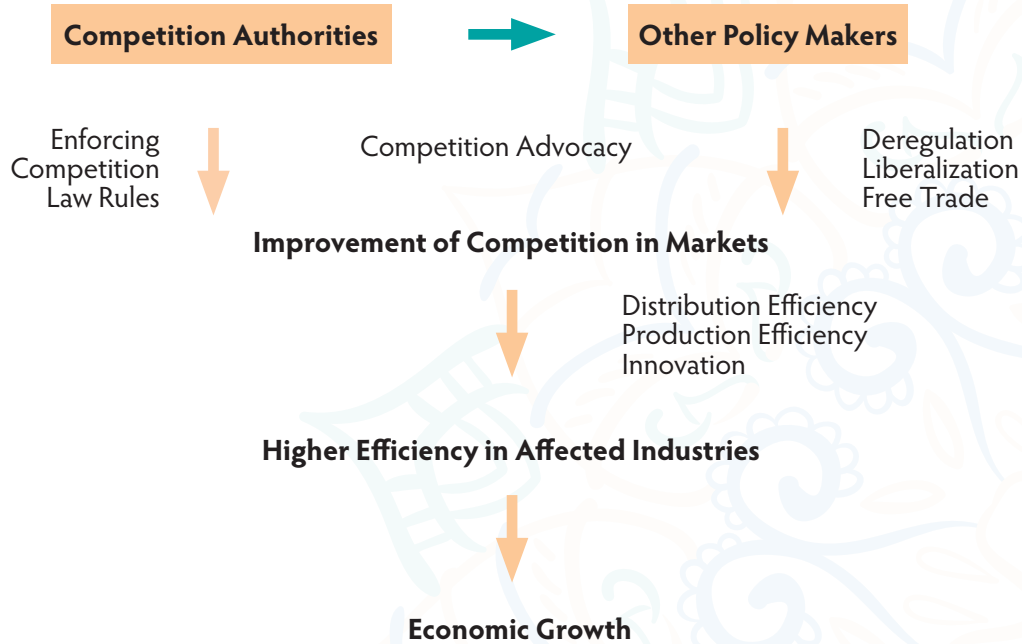 Competition Authorities
Other Policy Makers
Enforcing
Competition
Law Rules
Competition Advocacy
Deregulation
Liberalization
Free Trade
Improvement of Competition in Markets
Distribution Efficiency
Production Efficiency
Innovation
Higher Efficiency in Affected Industries
Economic Growth